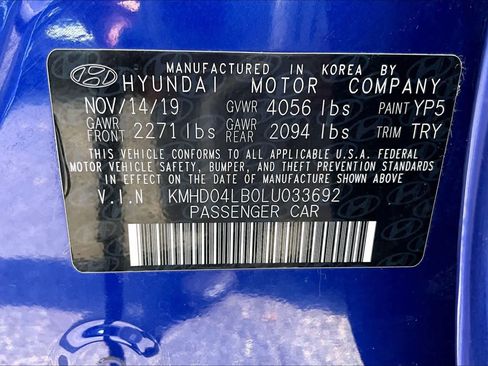 MANUFACTURED IN KOREA BY
HYUNDAI MOTOR COMPANY
NOV/14/19 GVWR 4056 lbs PAINT YP5
GAWR FRONT 2271 lbs GAWR REAR 2094 lbs TRIM TRY
THIS VEHICLE CONFORMS TO ALL APPLICABLE U.S.A. FEDERAL
MOTOR VEHICLE SAFETY, BUMPER, AND THEFT PREVENTION STANDARDS
IN EFFECT ON THE DATE OF MANUFACTURE SHOWN ABOVE.
V.I.N KMHD04LB0LU033692
PASSENGER CAR